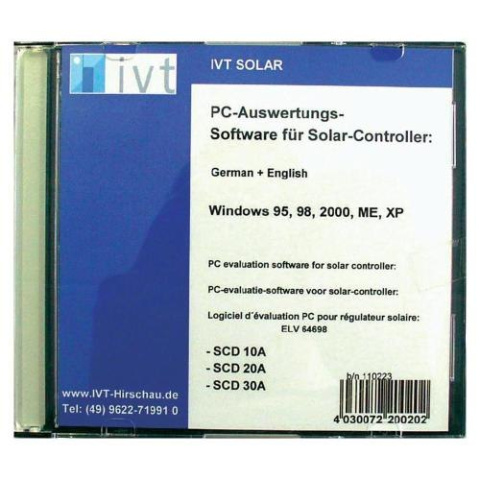 ivt
IVT SOLAR
PC-Auswertungs-
Software für Solar-Controller:
German + English
Windows 95, 98, 2000, ME, XP
PC evaluation software for solar controller:
PC-evaluatie-software voor solar-controller:
Logiciel d´évaluation PC pour régulateur solaire:
ELV 64698
- SCD 10A
- SCD 20A
- SCD 30A
b/n 110223
4 030072 200202
www.IVT-Hirschau.de
Tel: (49) 9622-71991 0